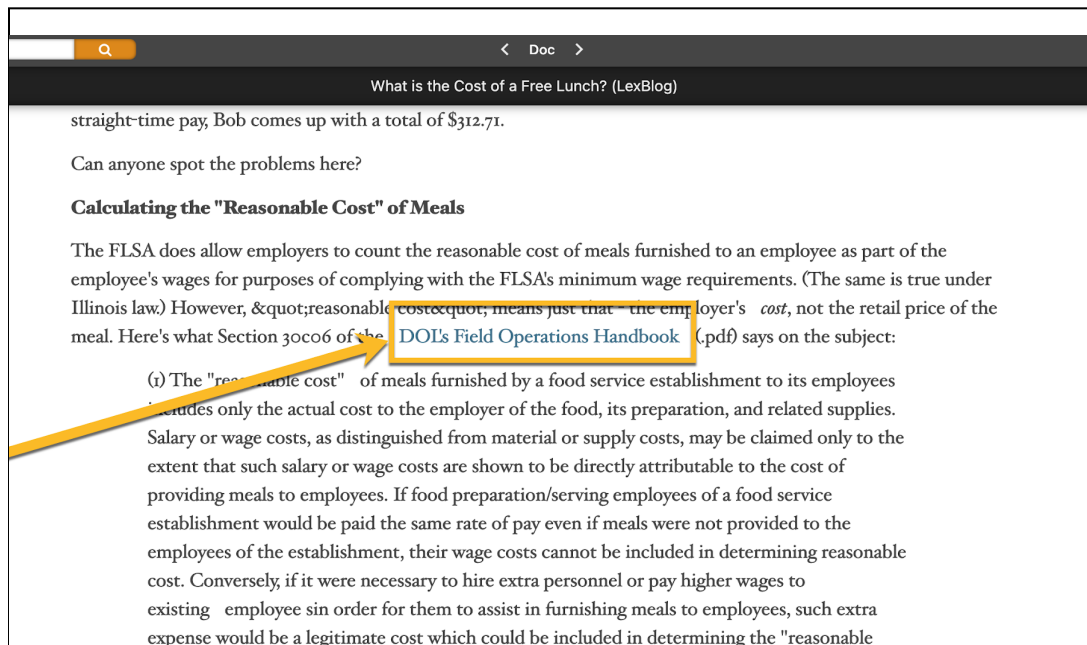 Doc
What is the Cost of a Free Lunch? (LexBlog)
straight-time pay, Bob comes up with a total of $312.71.
Can anyone spot the problems here?
Calculating the "Reasonable Cost" of Meals
The FLSA does allow employers to count the reasonable cost of meals furnished to an employee as part of the
employee's wages for purposes of complying with the FLSA's minimum wage requirements. (The same is true under
Illinois law.) However, &quot;reasonable cost&quot; means just that - the employer's cost, not the retail price of the
meal. Here's what Section 30c06 of the DOL's Field Operations Handbook (.pdf) says on the subject:
(1) The "reasonable cost" of meals furnished by a food service establishment to its employees
includes only the actual cost to the employer of the food, its preparation, and related supplies.
Salary or wage costs, as distinguished from material or supply costs, may be claimed only to the
extent that such salary or wage costs are shown to be directly attributable to the cost of
providing meals to employees. If food preparation/serving employees of a food service
establishment would be paid the same rate of pay even if meals were not provided to the
employees of the establishment, their wage costs cannot be included in determining reasonable
cost. Conversely, if it were necessary to hire extra personnel or pay higher wages to
existing employee sin order for them to assist in furnishing meals to employees, such extra
expense would be a legitimate cost which could be included in determining the "reasonable